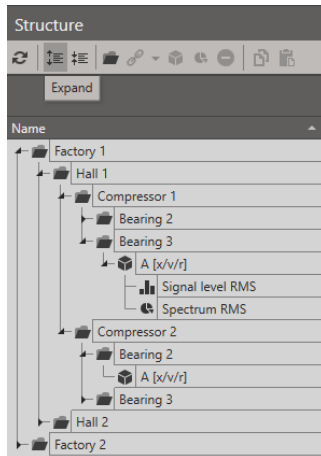 Structure
Expand
Name
Factory 1
Hall 1
Compressor 1
Bearing 2
Bearing 3
A [x/v/r]
Signal level RMS
Spectrum RMS
Compressor 2
Bearing 2
A [x/v/r]
Bearing 3
Hall 2
Factory 2